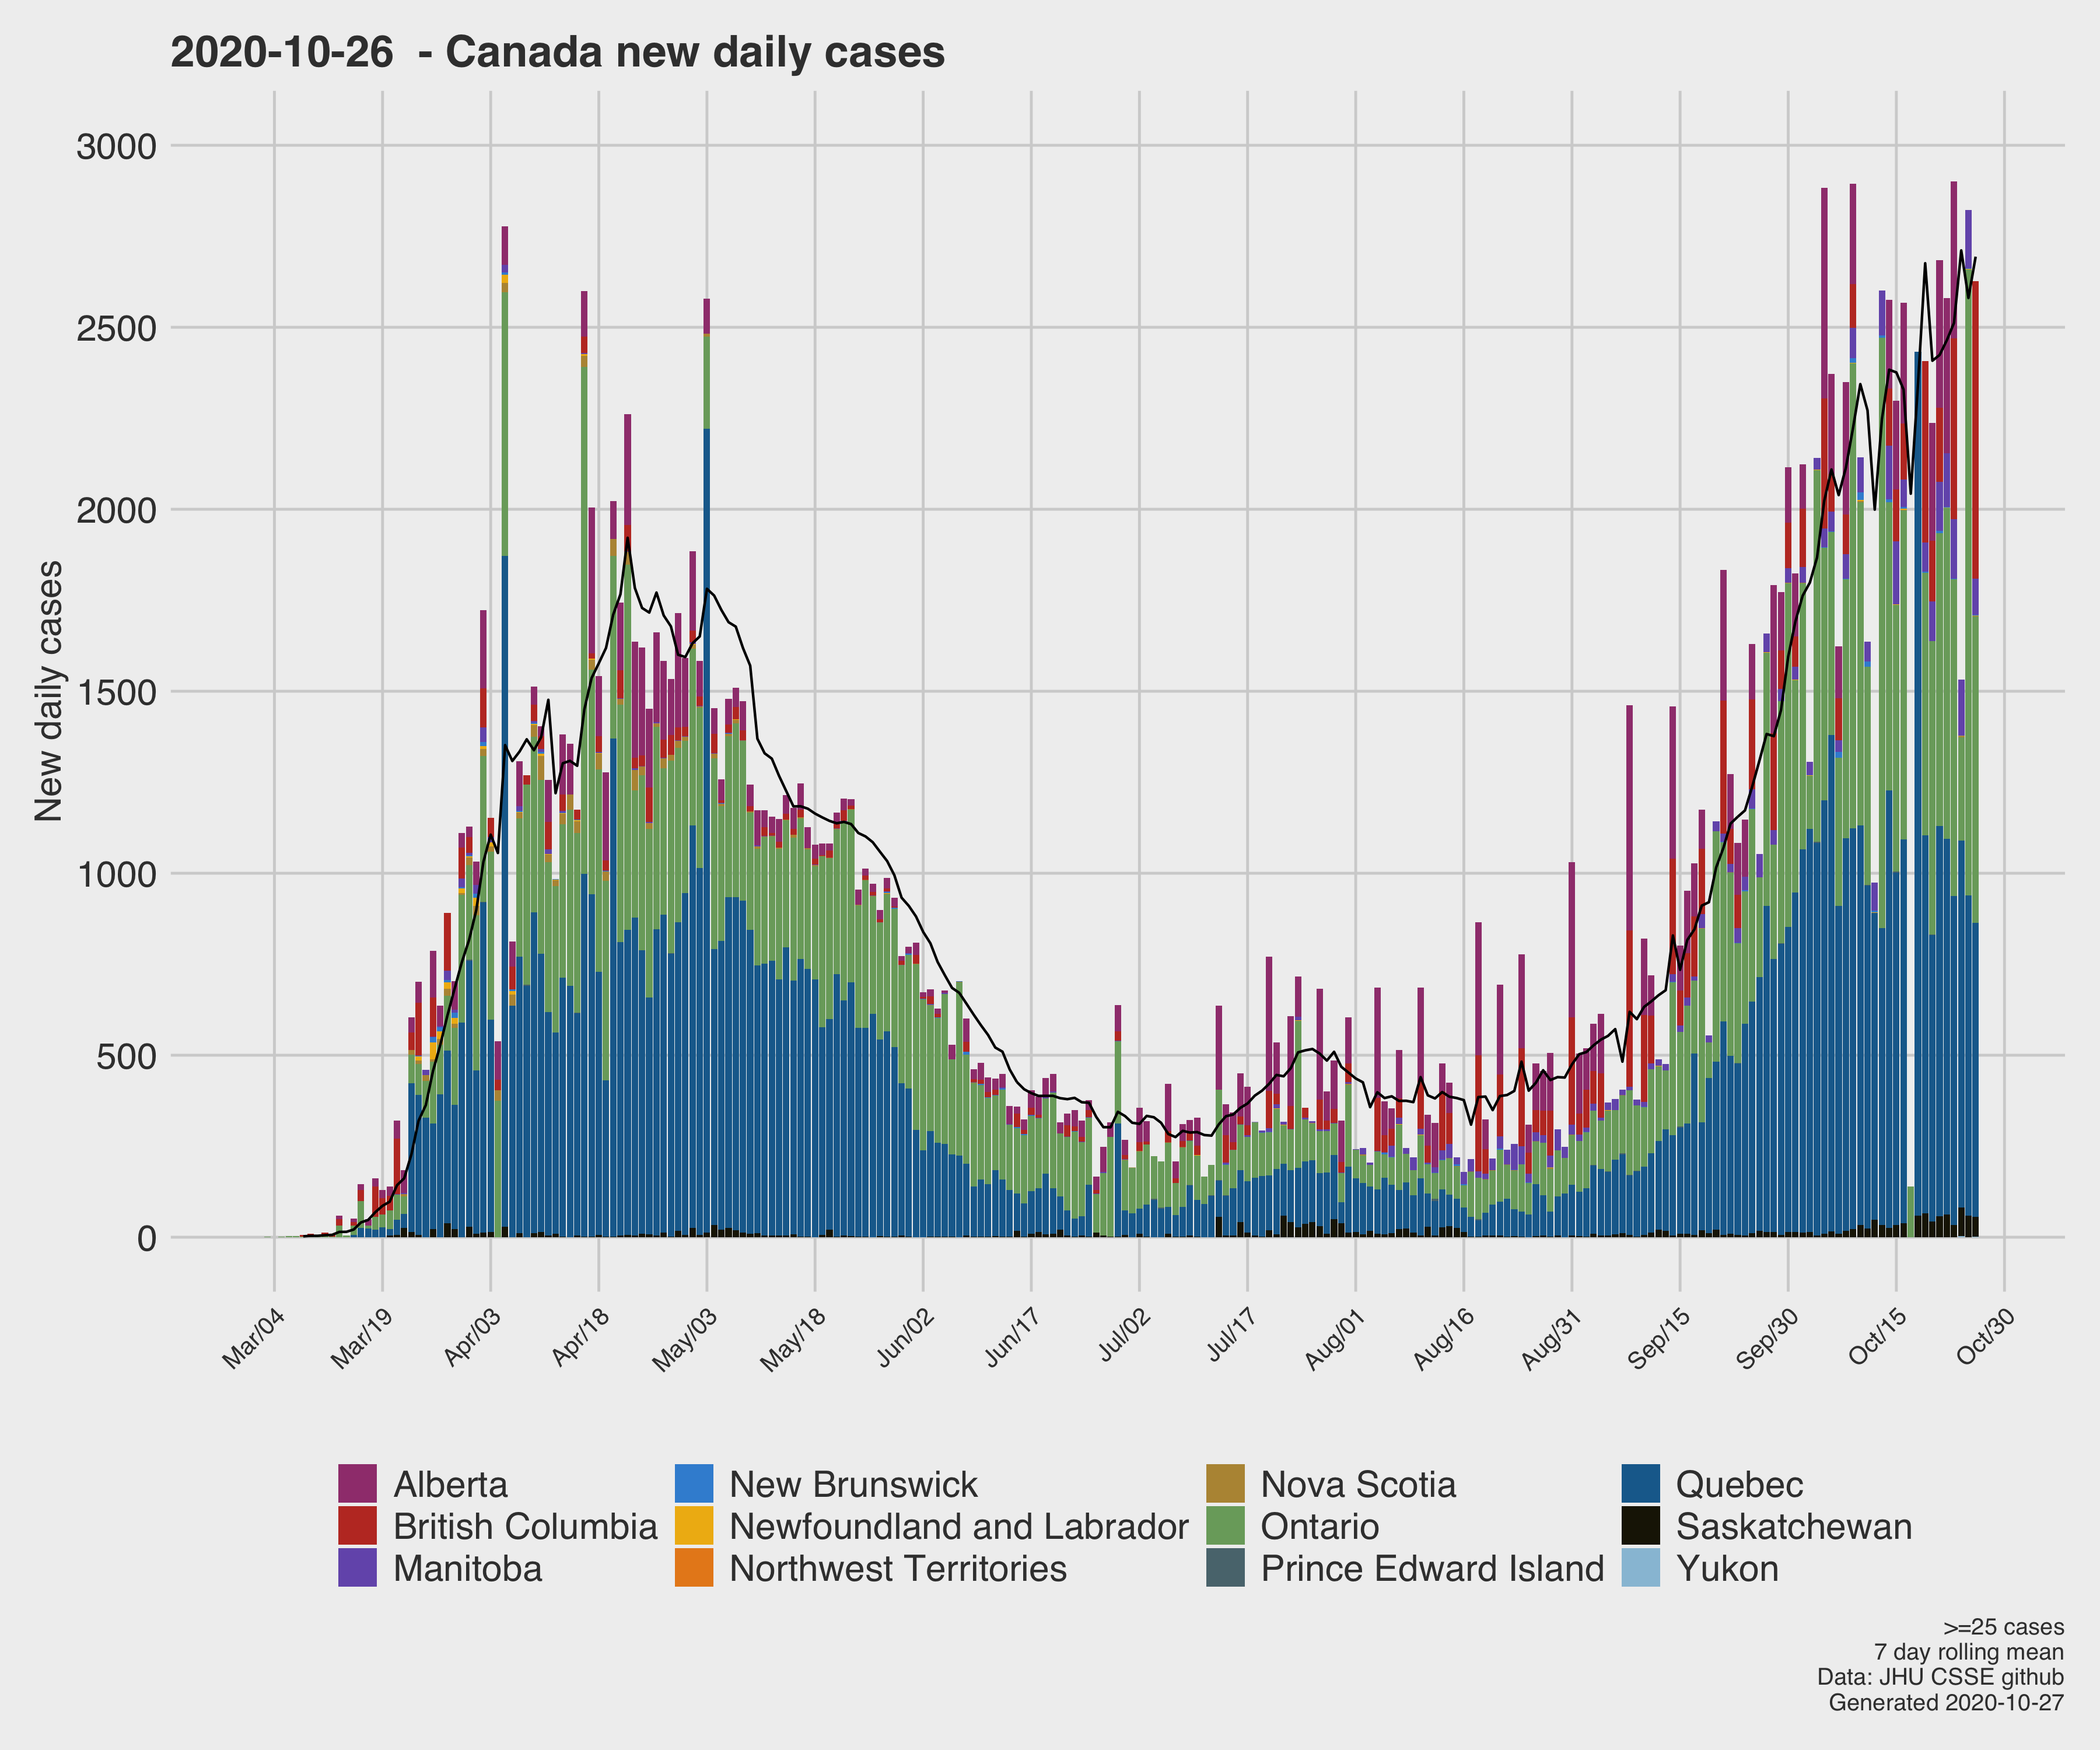 2020-10-26 - Canada new daily cases
New daily cases
3000
2500
2000
1500
1000
500
0
Mar/04
Mar/19
Apr/03
Apr/18
May/03
May/18
Jun/02
Jun/17
Jul/02
Jul/17
Aug/01
Aug/16
Aug/31
Sep/15
Sep/30
Oct/15
Oct/30
Alberta
British Columbia
Manitoba
New Brunswick
Newfoundland and Labrador
Northwest Territories
Nova Scotia
Ontario
Prince Edward Island
Quebec
Saskatchewan
Yukon
>=25 cases
7 day rolling mean
Data: JHU CSSE github
Generated 2020-10-27